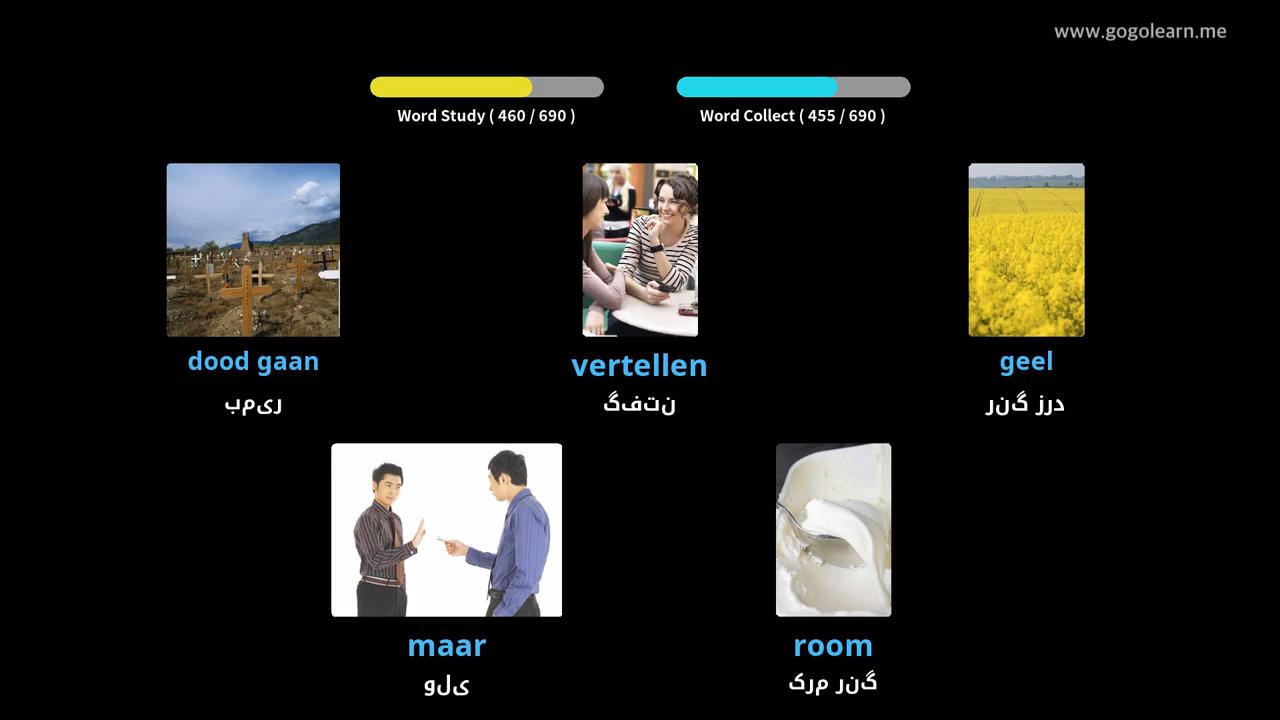 www.gogolearn.me
Word Study ( 460 / 690 )
Word Collect ( 455 / 690 )
dood gaan
بمیر
vertellen
گفتن
geel
رنگ زرد
maar
ولی
room
کرم رنگ